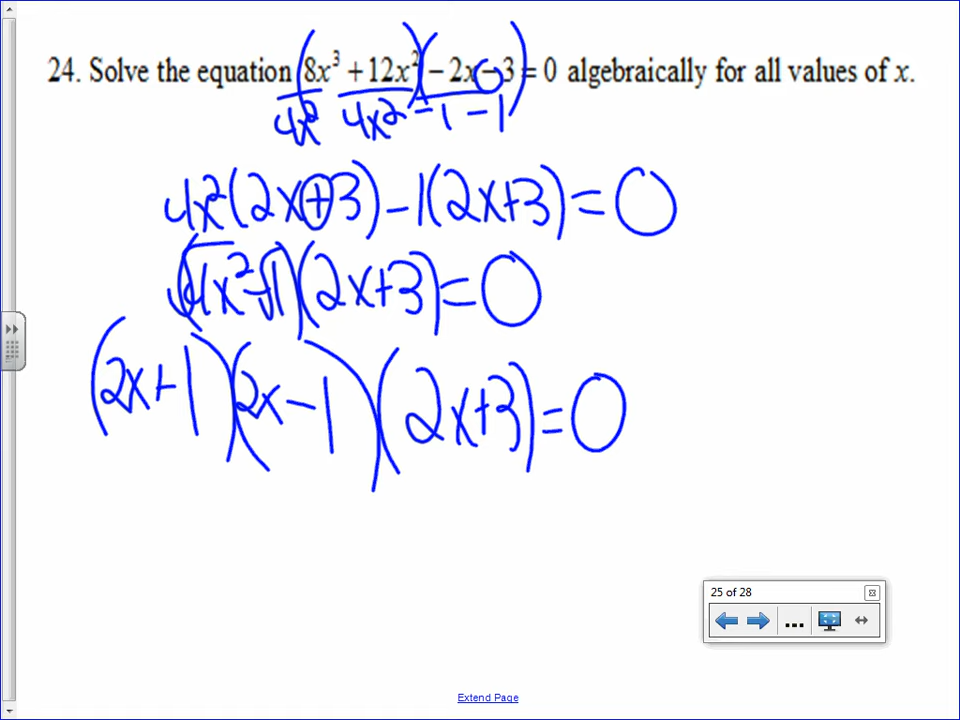 24. Solve the equation (8x³ + 12x²)(− 2x − 3) = 0 algebraically for all values of x.
4x² 4x² −1 −1
4x²(2x+3) −1(2x+3) = 0
(√4x² − √1)(2x+3) = 0
(2x+1)(2x−1)(2x+3) = 0
25 of 28
...
Extend Page